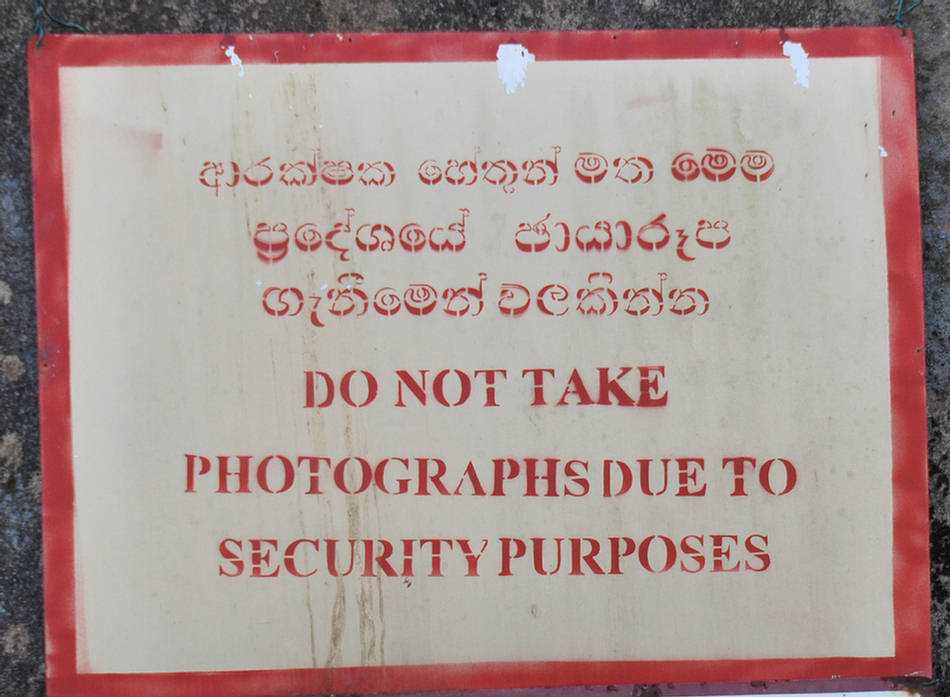 ආරක්ෂක හේතූන් මත මෙම
ප්‍රදේශයේ ඡායාරූප
ගැනීමෙන් වලකින්න
DO NOT TAKE
PHOTOGRAPHS DUE TO
SECURITY PURPOSES